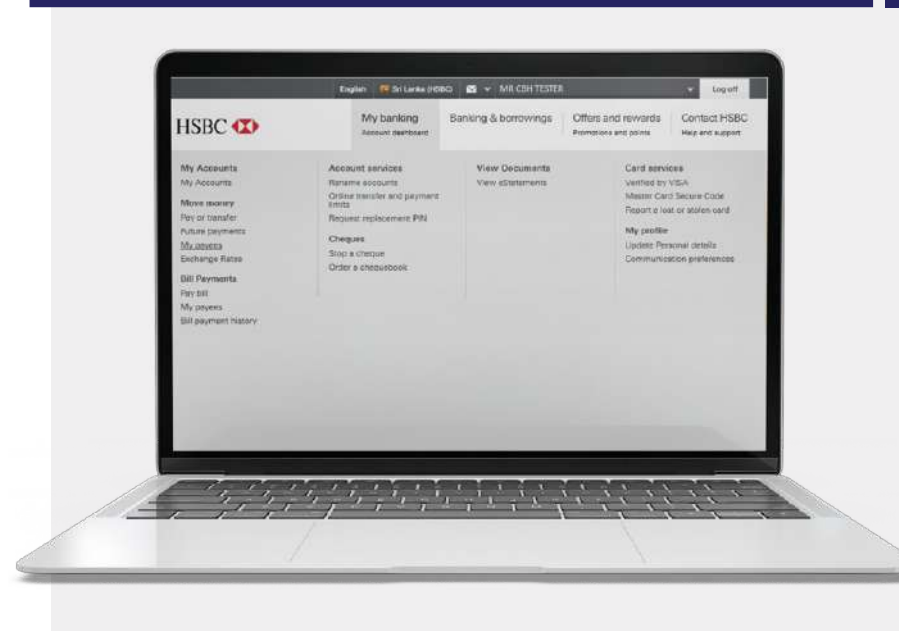 English Sri Lanka (HSBC) MR CBH TESTER Log off
HSBC
My banking
Account dashboard
Banking & borrowings
Offers and rewards
Promotions and points
Contact HSBC
Help and support
My Accounts
My Accounts
Move money
Pay or transfer
Future payments
My payees
Exchange Rates
Bill Payments
Pay bill
My payees
Bill payment history
Account services
Rename accounts
Online transfer and payment
limits
Request replacement PIN
Cheques
Stop a cheque
Order a chequebook
View Documents
View eStatements
Card services
Verified by VISA
Master Card Secure Code
Report a lost or stolen card
My profile
Update Personal details
Communication preferences